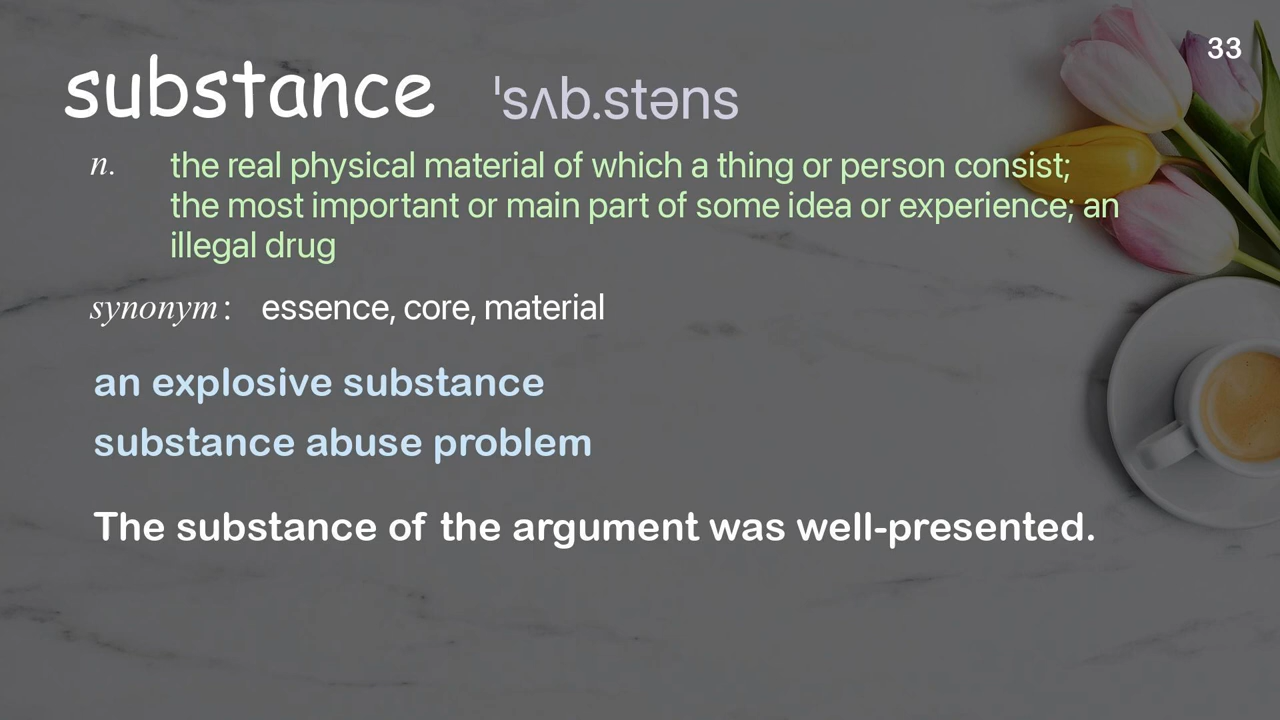 33
substance ˈsʌb.stəns
n. the real physical material of which a thing or person consist;
the most important or main part of some idea or experience; an
illegal drug
synonym: essence, core, material
an explosive substance
substance abuse problem
The substance of the argument was well-presented.